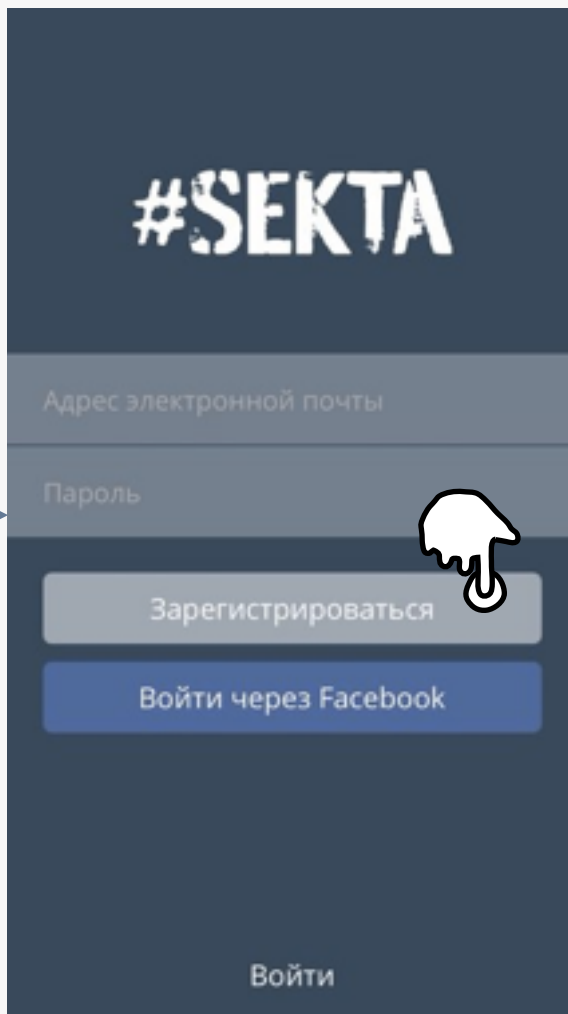 #SEKTA
Адрес электронной почты
Пароль
Зарегистрироваться
Войти через Facebook
Войти